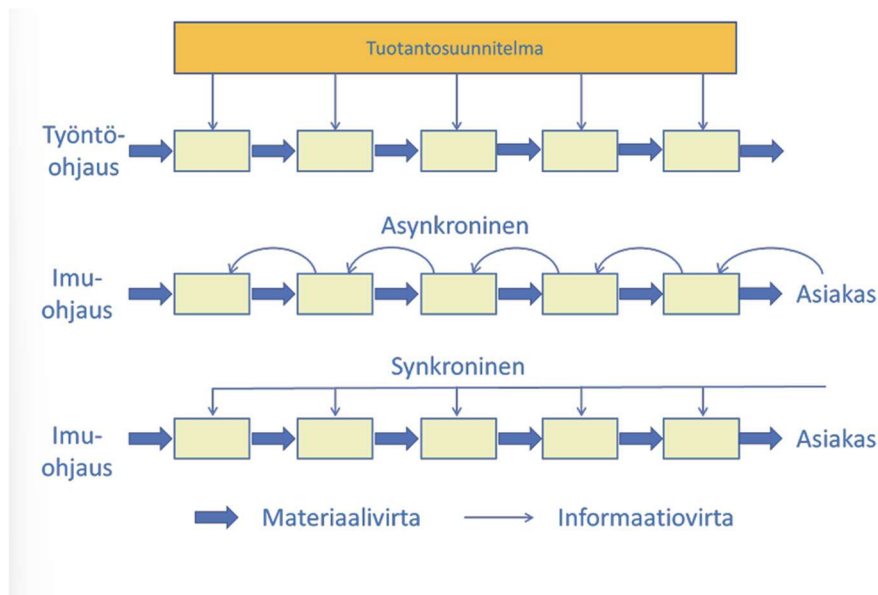 Tuotantosuunnitelma
Työntö-
ohjaus
Asynkroninen
Imu-
ohjaus
Asiakas
Synkroninen
Imu-
ohjaus
Asiakas
Materiaalivirta
Informaatiovirta